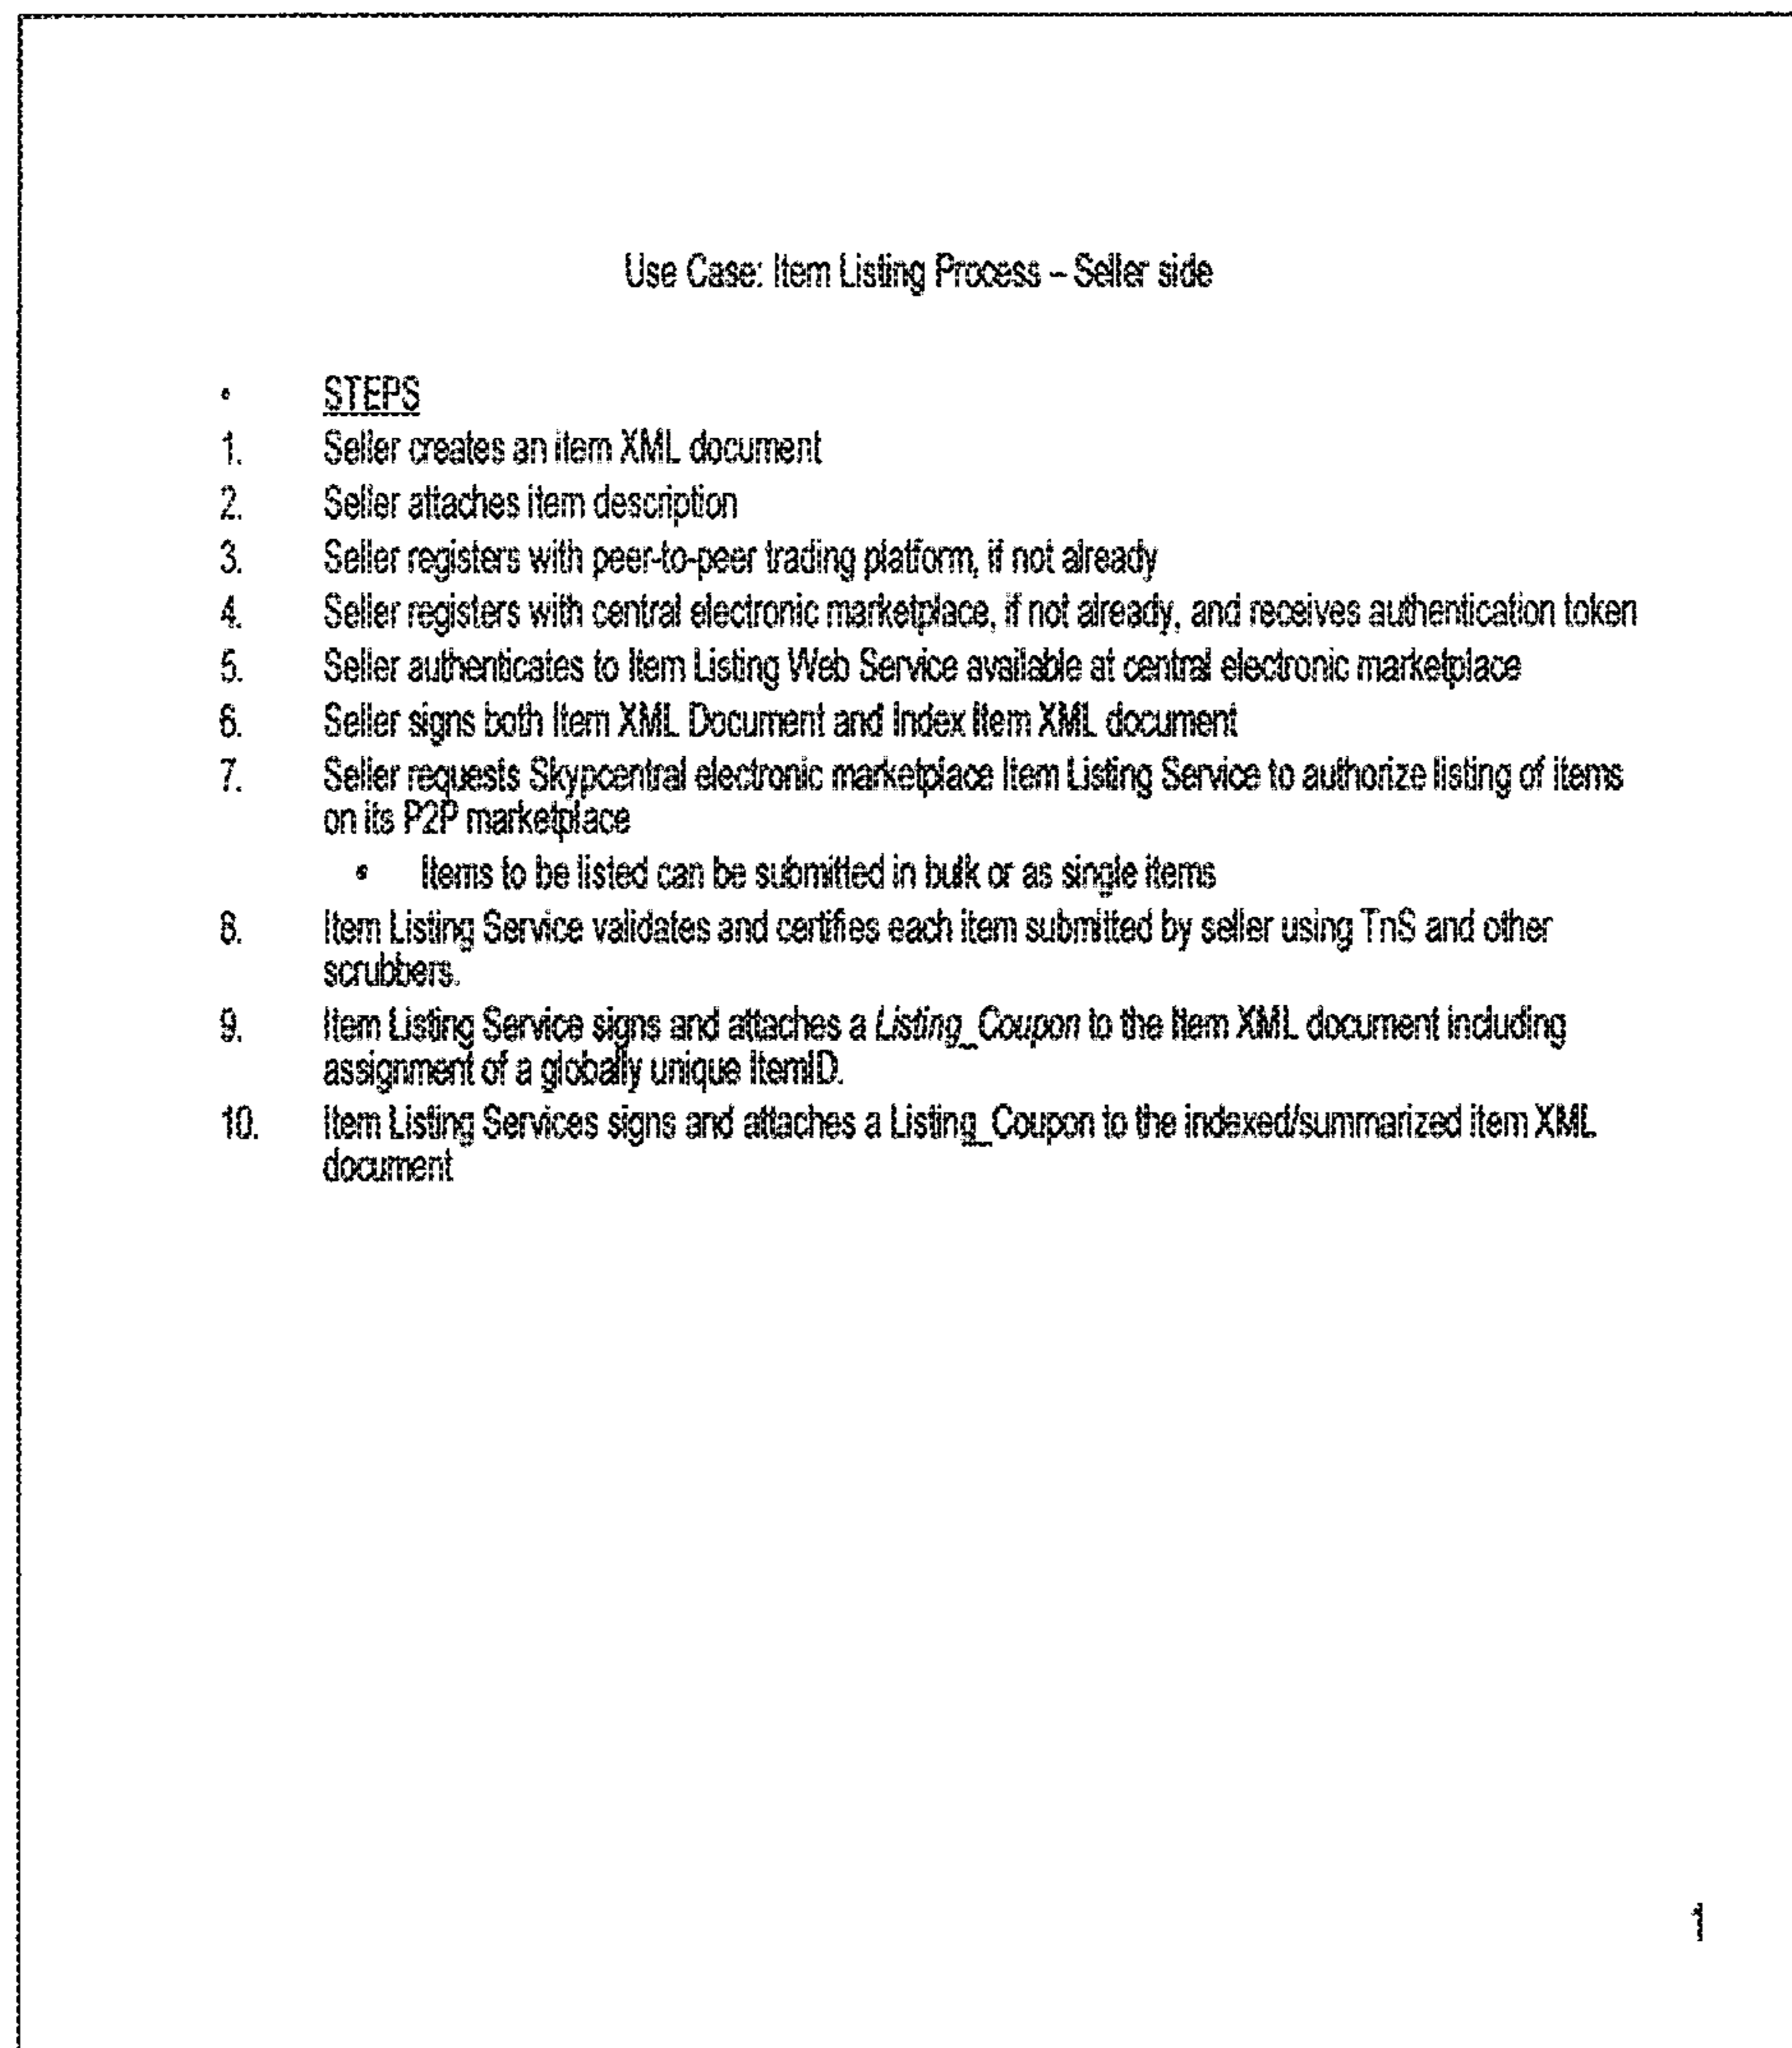 Use Case: Item Listing Process – Seller side
• STEPS
1. Seller creates an item XML document
2. Seller attaches item description
3. Seller registers with peer-to-peer trading platform, if not already
4. Seller registers with central electronic marketplace, if not already, and receives authentication token
5. Seller authenticates to Item Listing Web Service available at central electronic marketplace
6. Seller signs both Item XML Document and Index Item XML document
7. Seller requests Skypcentral electronic marketplace Item Listing Service to authorize listing of items
on its P2P marketplace
• Items to be listed can be submitted in bulk or as single items
8. Item Listing Service validates and certifies each item submitted by seller using TnS and other
scrubbers.
9. Item Listing Service signs and attaches a Listing_Coupon to the Item XML document including
assignment of a globally unique ItemID.
10. Item Listing Services signs and attaches a Listing_Coupon to the indexed/summarized item XML
document
1